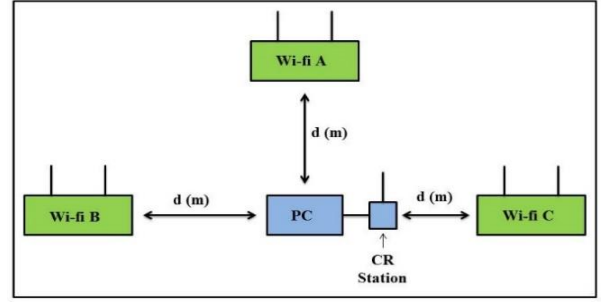 Wi-fi A
d (m)
d (m)
d (m)
Wi-fi B
PC
Wi-fi C
CR
Station